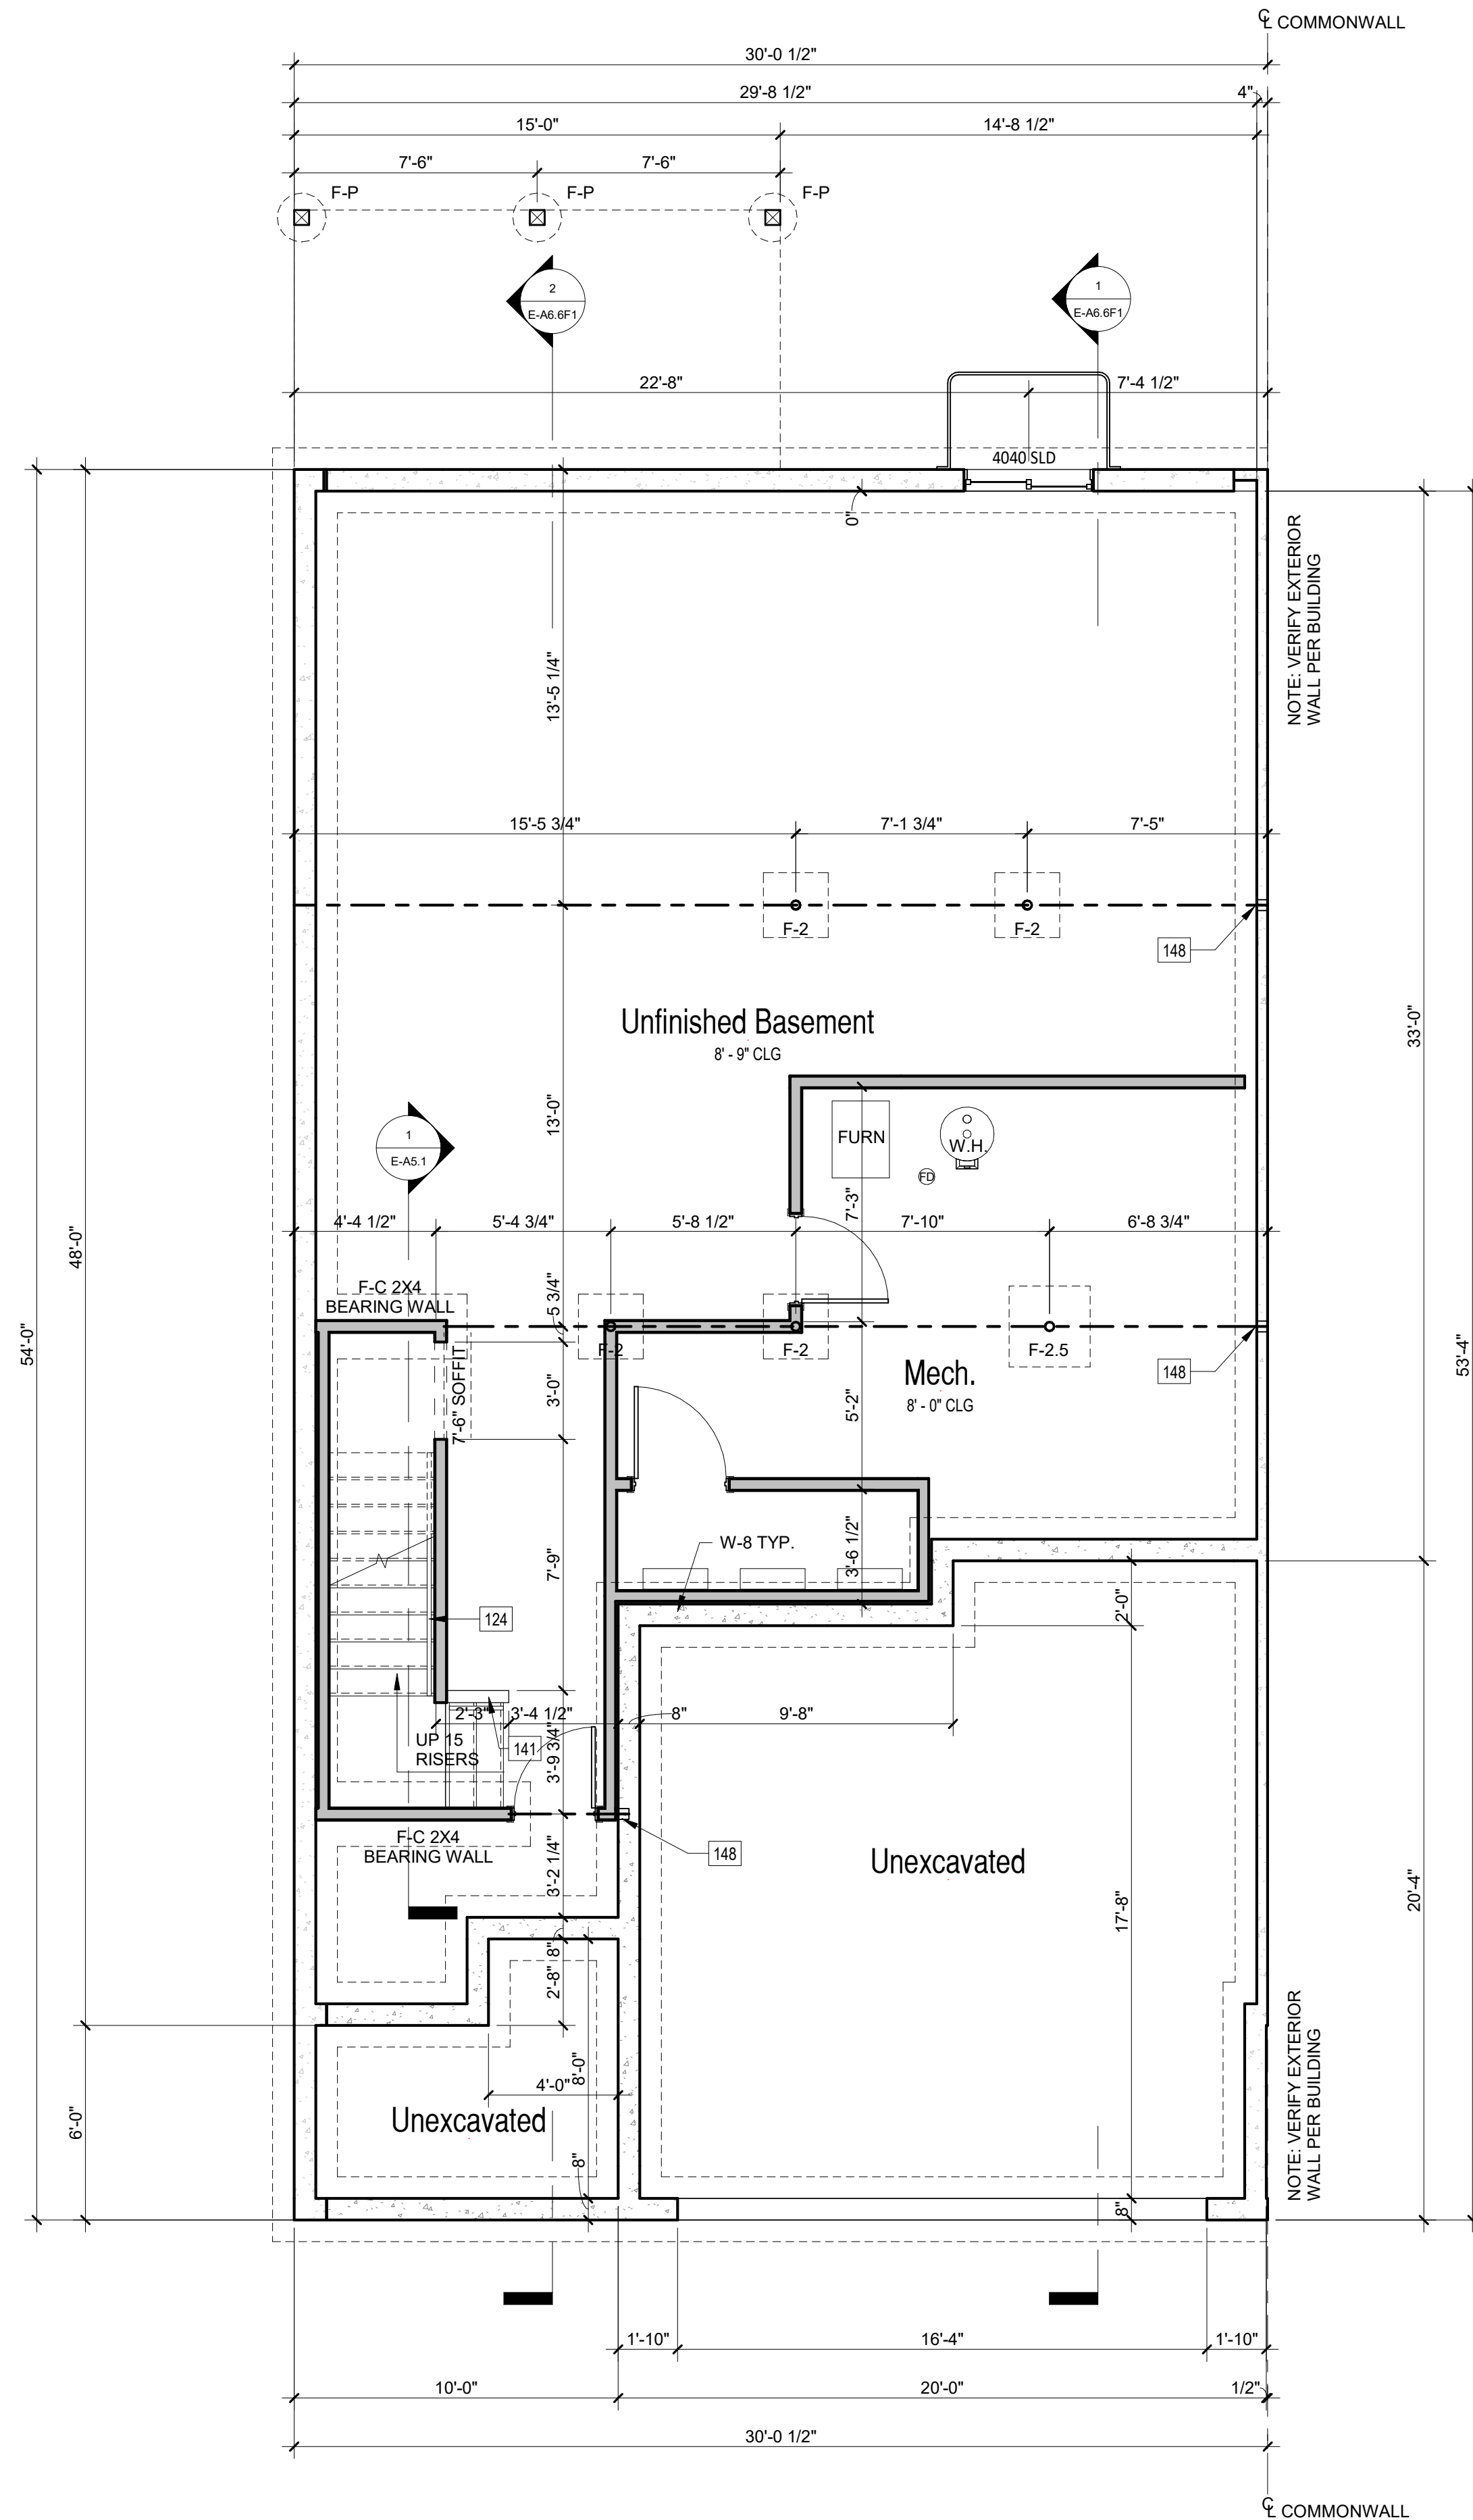 ℄ COMMONWALL
30'-0 1/2"
29'-8 1/2"
4"
15'-0"
14'-8 1/2"
7'-6"
7'-6"
F-P
F-P
F-P
2
E-A6.6F1
1
E-A6.6F1
22'-8"
7'-4 1/2"
4040 SLD
0"
NOTE: VERIFY EXTERIOR
WALL PER BUILDING
13'-5 1/4"
15'-5 3/4"
7'-1 3/4"
7'-5"
F-2
F-2
148
Unfinished Basement
8' - 9" CLG
33'-0"
13'-0"
1
E-A5.1
FURN
W.H.
FD
7'-3"
4'-4 1/2"
5'-4 3/4"
5'-8 1/2"
7'-10"
6'-8 3/4"
48'-0"
54'-0"
53'-4"
F-C 2X4
BEARING WALL
5 3/4"
F-2
F-2
F-2.5
148
7'-6" SOFFIT
3'-0"
Mech.
8' - 0" CLG
5'-2"
W-8 TYP.
3'-6 1/2"
7'-9"
2'-0"
124
2'-3"
3'-4 1/2"
8"
9'-8"
UP 15
RISERS
141
3'-9 3/4"
F-C 2X4
BEARING WALL
148
3'-2 1/4"
Unexcavated
17'-8"
20'-4"
8"
2'-8"
8'-0"
4'-0"
Unexcavated
6'-0"
8"
8"
NOTE: VERIFY EXTERIOR
WALL PER BUILDING
1'-10"
16'-4"
1'-10"
10'-0"
20'-0"
1/2"
30'-0 1/2"
℄ COMMONWALL